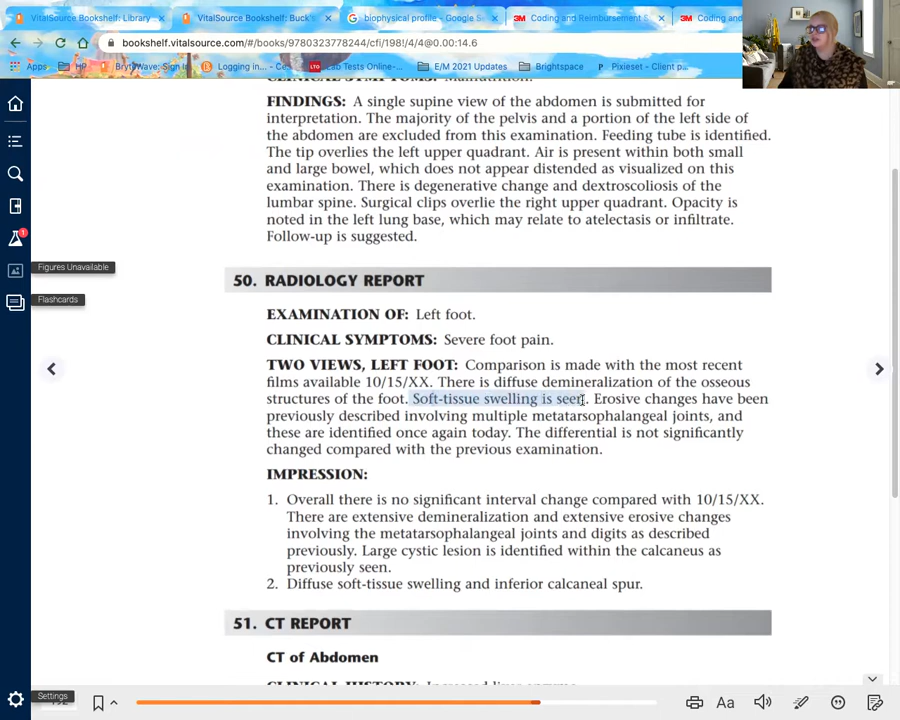 VitalSource Bookshelf: Library
VitalSource Bookshelf: Buck's
biophysical profile - Google S
3M Coding and Reimbursement S
3M Coding and
bookshelf.vitalsource.com/#/books/9780323778244/cfi/198!/4/4@0.00:14.6
Apps
HP
BryteWave: Sign I
Logging in... - Ce
LTO
Lab Tests Online-...
E/M 2021 Updates
Brightspace
Pixieset - Client p...
FINDINGS: A single supine view of the abdomen is submitted for
interpretation. The majority of the pelvis and a portion of the left side of
the abdomen are excluded from this examination. Feeding tube is identified.
The tip overlies the left upper quadrant. Air is present within both small
and large bowel, which does not appear distended as visualized on this
examination. There is degenerative change and dextroscoliosis of the
lumbar spine. Surgical clips overlie the right upper quadrant. Opacity is
noted in the left lung base, which may relate to atelectasis or infiltrate.
Follow-up is suggested.
1
Figures Unavailable
Flashcards
50. RADIOLOGY REPORT
EXAMINATION OF: Left foot.
CLINICAL SYMPTOMS: Severe foot pain.
TWO VIEWS, LEFT FOOT: Comparison is made with the most recent
films available 10/15/XX. There is diffuse demineralization of the osseous
structures of the foot. Soft-tissue swelling is seen. Erosive changes have been
previously described involving multiple metatarsophalangeal joints, and
these are identified once again today. The differential is not significantly
changed compared with the previous examination.
IMPRESSION:
1. Overall there is no significant interval change compared with 10/15/XX.
There are extensive demineralization and extensive erosive changes
involving the metatarsophalangeal joints and digits as described
previously. Large cystic lesion is identified within the calcaneus as
previously seen.
2. Diffuse soft-tissue swelling and inferior calcaneal spur.
51. CT REPORT
CT of Abdomen
Settings
Aa